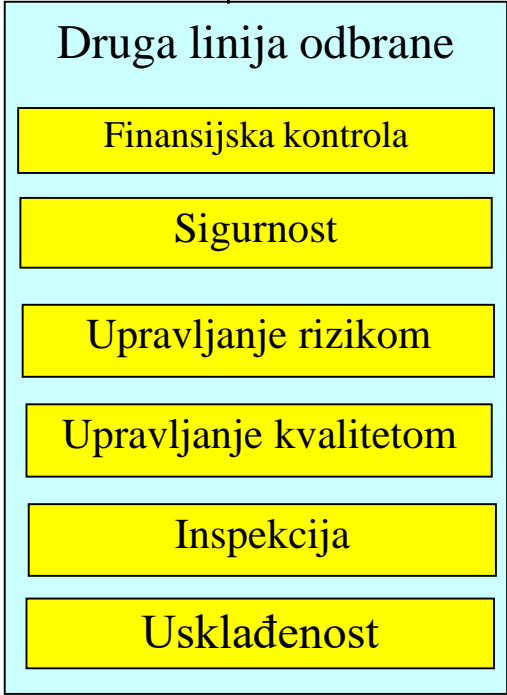 Druga linija odbrane
Finansijska kontrola
Sigurnost
Upravljanje rizikom
Upravljanje kvalitetom
Inspekcija
Usklađenost